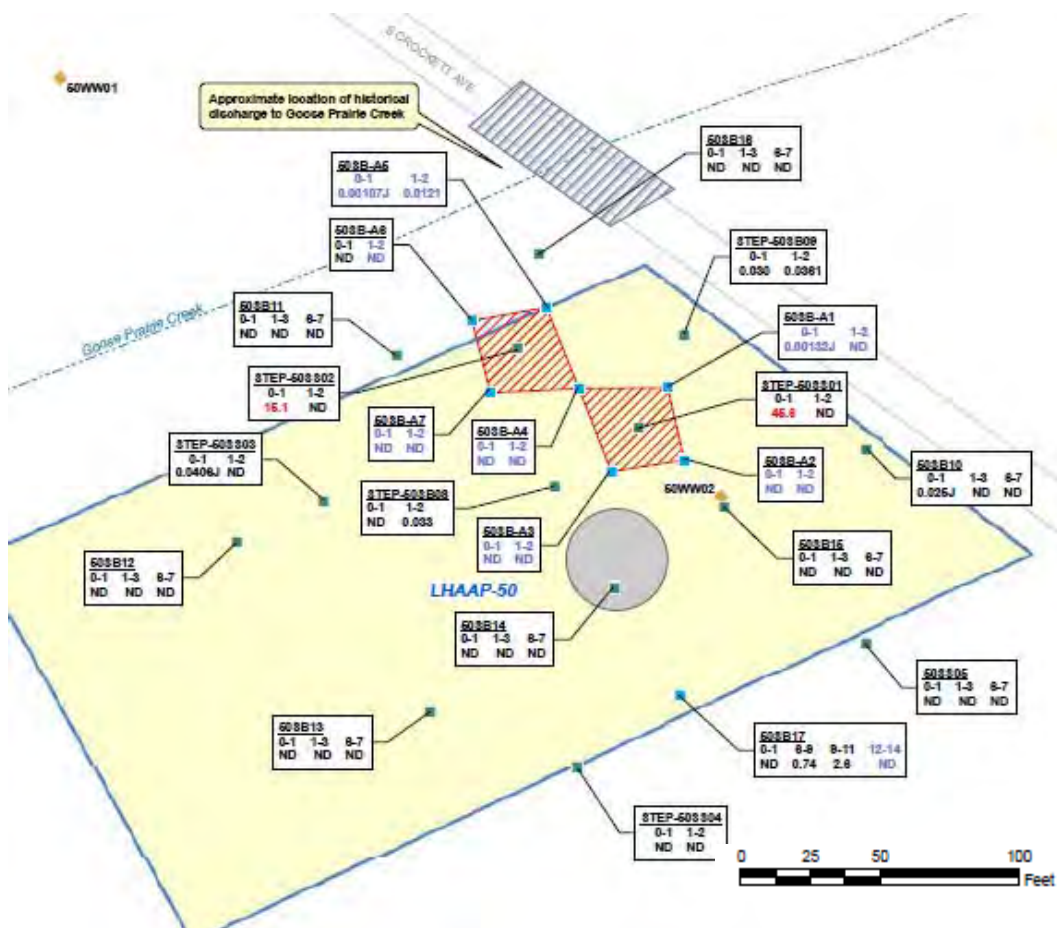 S CROCKETT AVE
50WW01
Approximate location of historical
discharge to Goose Prairie Creek
50SB16
0-1 1-3 6-7
ND ND ND
50SB-A5
0-1 1-2
0.00107J 0.0121
50SB-A6
0-1 1-2
ND ND
STEP-50SB09
0-1 1-2
0.030 0.0361
50SB11
0-1 1-3 6-7
ND ND ND
Goose Prairie Creek
50SB-A1
0-1 1-2
0.00132J ND
STEP-50SS02
0-1 1-2
15.1 ND
STEP-50SS01
0-1 1-2
45.6 ND
50SB-A7
0-1 1-2
ND ND
50SB-A4
0-1 1-2
ND ND
STEP-50SS03
0-1 1-2
0.0406J ND
50SB-A2
0-1 1-2
ND ND
50SB10
0-1 1-3 6-7
0.025J ND ND
STEP-50SB08
0-1 1-2
ND 0.033
50WW02
50SB-A3
0-1 1-2
ND ND
50SB15
0-1 1-3 6-7
ND ND ND
50SB12
0-1 1-3 6-7
ND ND ND
LHAAP-50
50SB14
0-1 1-3 6-7
ND ND ND
50SS05
0-1 1-3 6-7
ND ND ND
50SB13
0-1 1-3 6-7
ND ND ND
50SB17
0-1 6-9 9-11 12-14
ND 0.74 2.6 ND
STEP-50SS04
0-1 1-2
ND ND
0 25 50 100
Feet